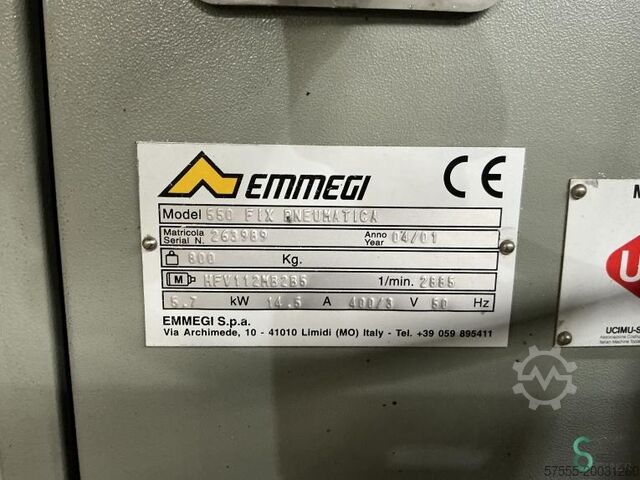 EMMEGI CE
Model 550 FIX PNEUMATICA
Matricola
Serial N. 263989
Anno
Year 04/01
800 Kg.
M HFV112MB2B5 1/min. 2885
5.7 kW 14.5 A 400/3 V 50 Hz
EMMEGI S.p.a.
Via Archimede, 10 - 41010 Limidi (MO) Italy - Tel. +39 059 895411
M
U
UCIMU-S
S